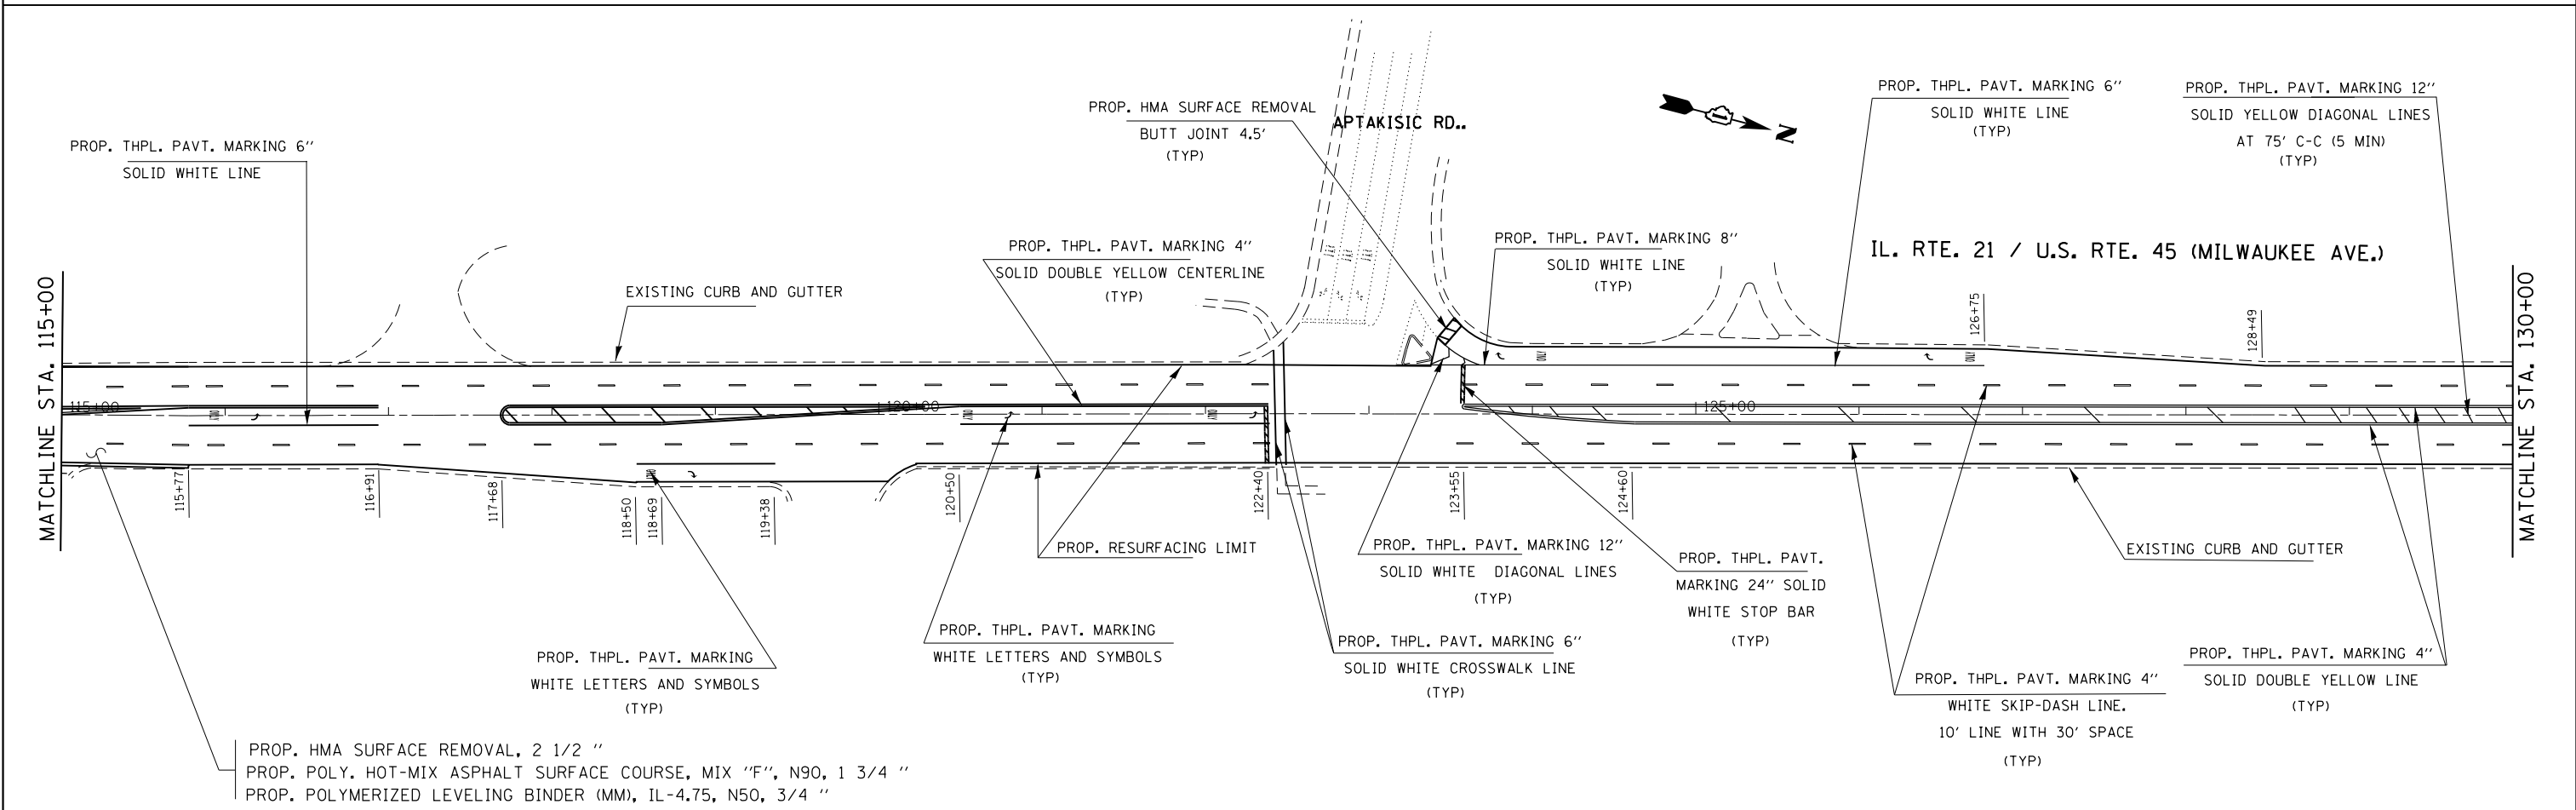 PROP. THPL. PAVT. MARKING 6''
SOLID WHITE LINE
PROP. HMA SURFACE REMOVAL
BUTT JOINT 4.5'
(TYP)
APTAKISIC RD..
N
PROP. THPL. PAVT. MARKING 6''
SOLID WHITE LINE
(TYP)
PROP. THPL. PAVT. MARKING 12''
SOLID YELLOW DIAGONAL LINES
AT 75' C-C (5 MIN)
(TYP)
EXISTING CURB AND GUTTER
PROP. THPL. PAVT. MARKING 4''
SOLID DOUBLE YELLOW CENTERLINE
(TYP)
PROP. THPL. PAVT. MARKING 8''
SOLID WHITE LINE
(TYP)
IL. RTE. 21 / U.S. RTE. 45 (MILWAUKEE AVE.)
126+75
128+49
MATCHLINE STA. 115+00
MATCHLINE STA. 130+00
ONLY
ONLY
115+00
ONLY
120+00
ONLY
ONLY
125+00
ONLY
115+77
116+91
117+68
118+50
118+69
119+38
120+50
122+40
123+55
124+60
PROP. RESURFACING LIMIT
PROP. THPL. PAVT. MARKING 12''
SOLID WHITE DIAGONAL LINES
(TYP)
PROP. THPL. PAVT.
MARKING 24'' SOLID
WHITE STOP BAR
(TYP)
EXISTING CURB AND GUTTER
PROP. THPL. PAVT. MARKING
WHITE LETTERS AND SYMBOLS
(TYP)
PROP. THPL. PAVT. MARKING
WHITE LETTERS AND SYMBOLS
(TYP)
PROP. THPL. PAVT. MARKING 6''
SOLID WHITE CROSSWALK LINE
(TYP)
PROP. THPL. PAVT. MARKING 4''
WHITE SKIP-DASH LINE.
10' LINE WITH 30' SPACE
(TYP)
PROP. THPL. PAVT. MARKING 4''
SOLID DOUBLE YELLOW LINE
(TYP)
PROP. HMA SURFACE REMOVAL, 2 1/2 ''
PROP. POLY. HOT-MIX ASPHALT SURFACE COURSE, MIX "F", N90, 1 3/4 ''
PROP. POLYMERIZED LEVELING BINDER (MM), IL-4.75, N50, 3/4 ''